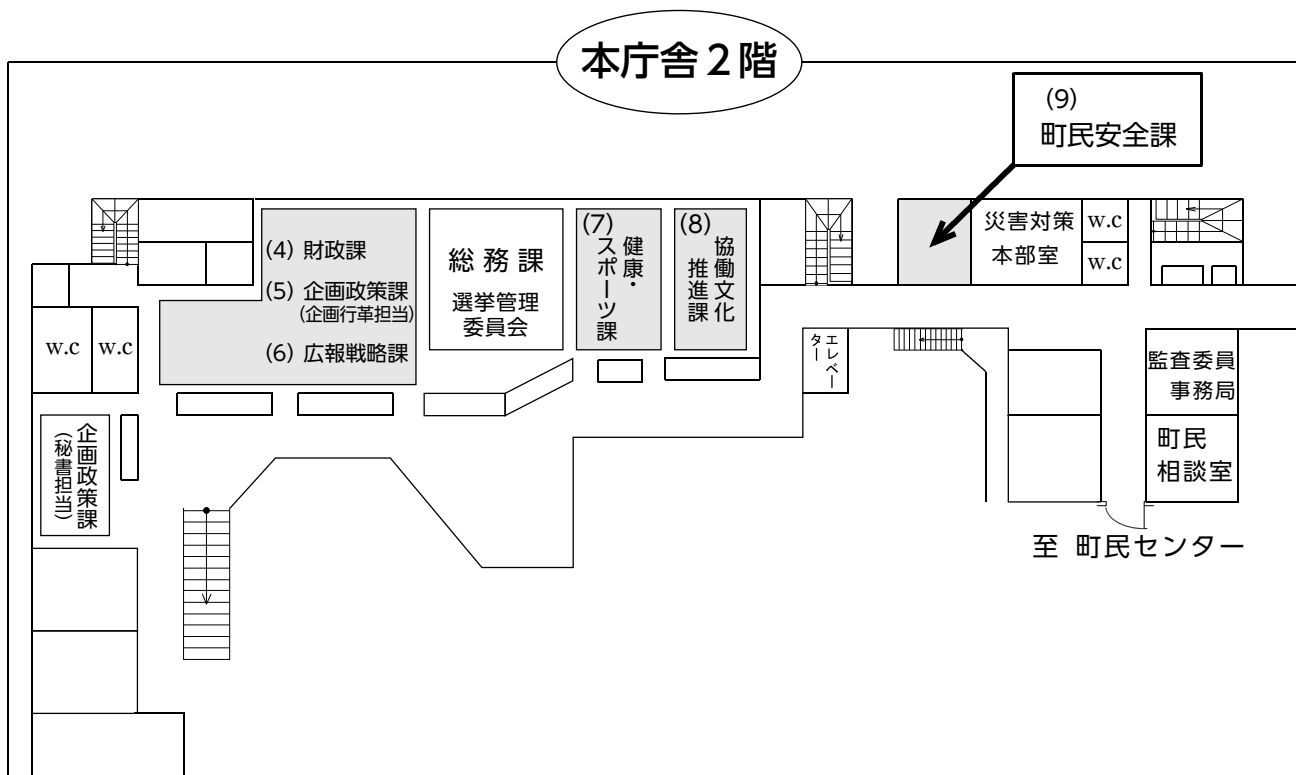 本庁舎２階
(9)
町民安全課
(4) 財政課
(5) 企画政策課
(企画行革担当)
(6) 広報戦略課
総務課
選挙管理
委員会
(7)
健康・
スポーツ課
(8)
協働文化
推進課
災害対策
本部室
w.c
w.c
w.c
w.c
エレベー
ター
監査委員
事務局
町民
相談室
企画政策課
(秘書担当)
至 町民センター